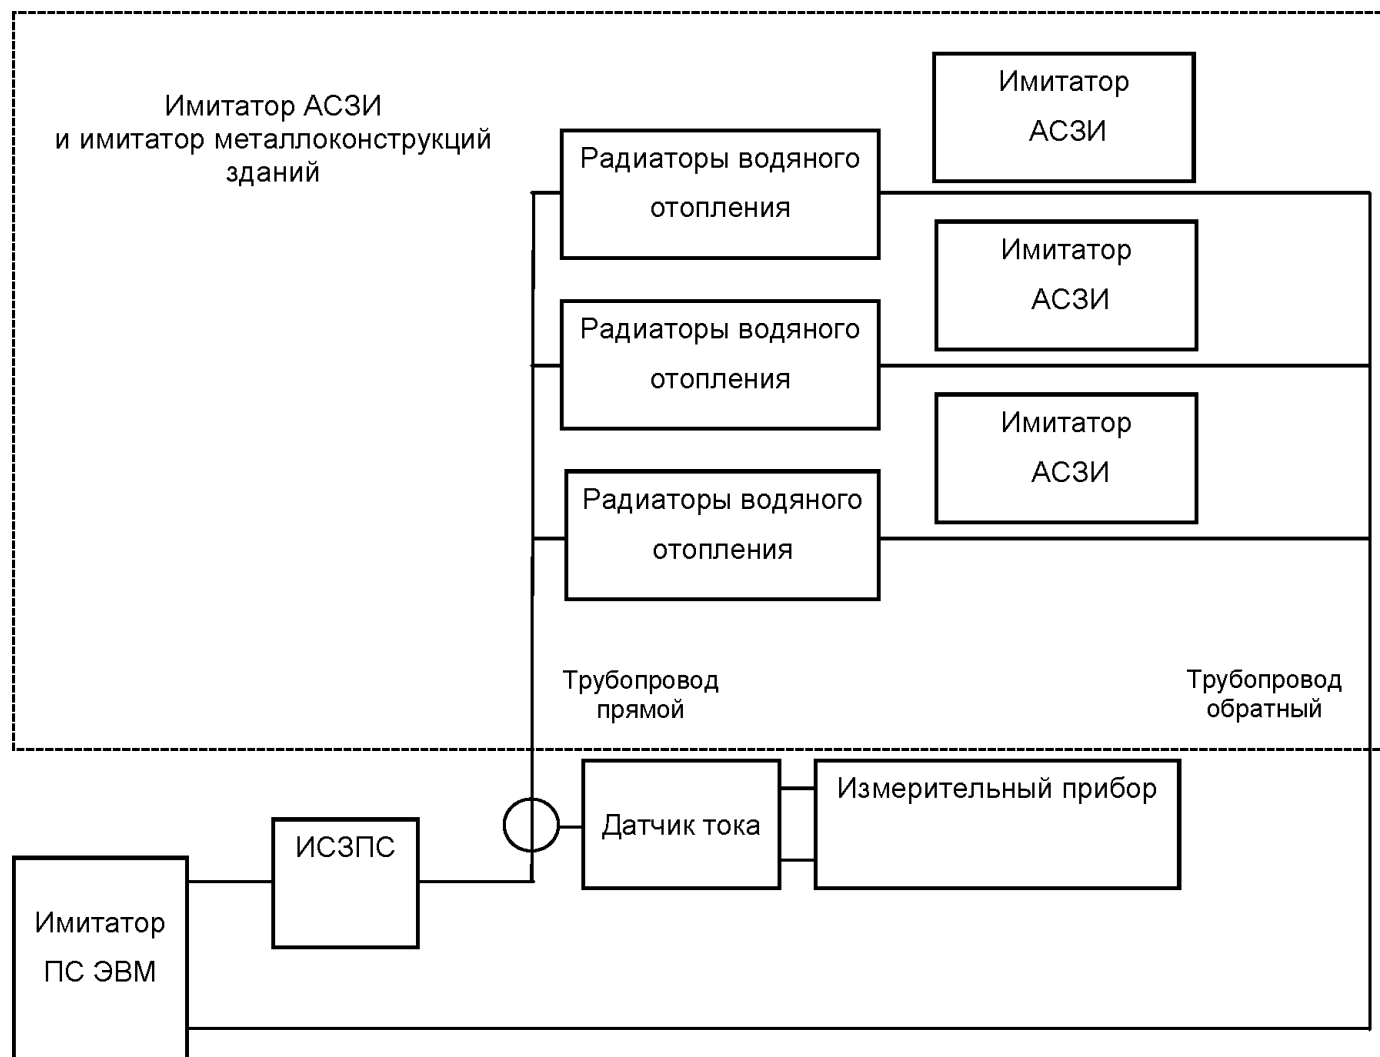 Имитатор АСЗИ
и имитатор металлоконструкций
зданий
Имитатор
АСЗИ
Радиаторы водяного
отопления
Имитатор
АСЗИ
Радиаторы водяного
отопления
Имитатор
АСЗИ
Радиаторы водяного
отопления
Трубопровод
прямой
Трубопровод
обратный
Измерительный прибор
Датчик тока
ИСЗПС
Имитатор
ПС ЭВМ